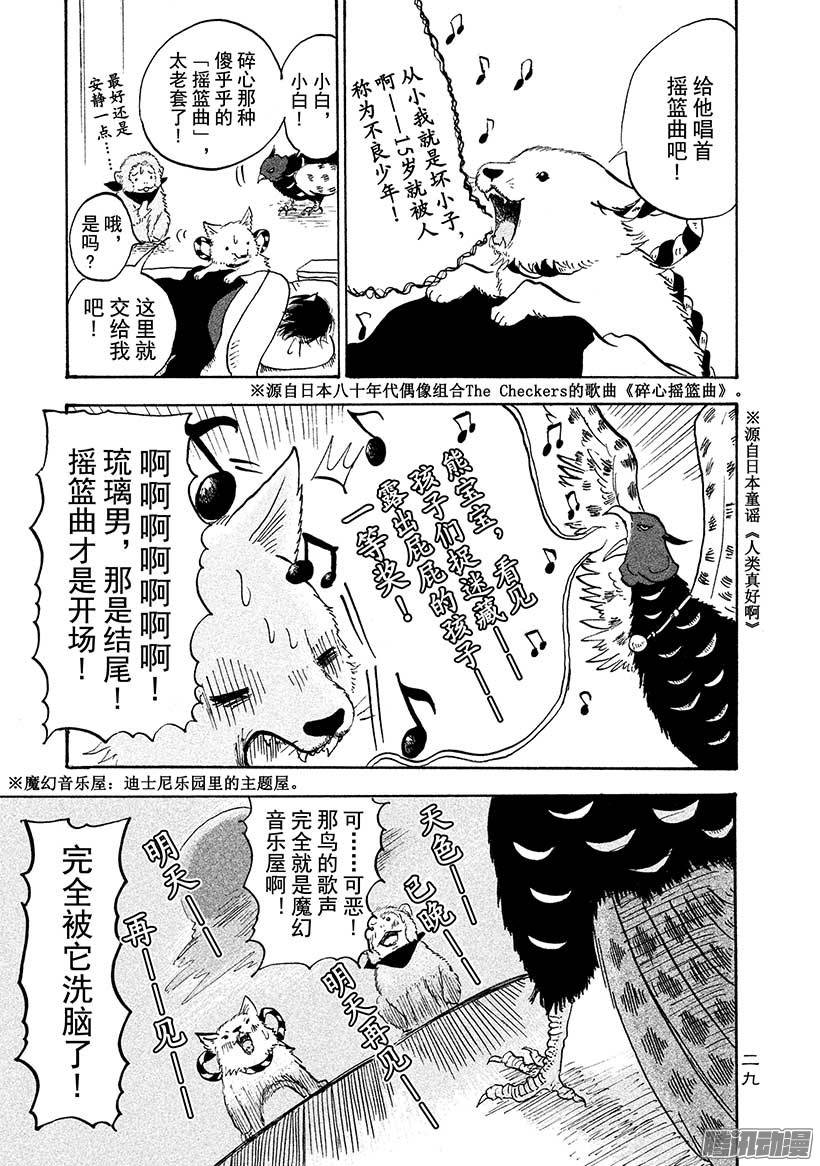 给他唱首
摇篮曲吧！
从小我就是坏小子，
啊——15岁就被人
称为不良少年！
小白，
小白！
碎心那种
傻乎乎的
「摇篮曲」，
太老套了！
最好还是
安静一点……
哦，
是吗？
这里就
交给我
吧！
※源自日本八十年代偶像组合The Checkers的歌曲《碎心摇篮曲》。
※源自日本童谣《人类真好啊》
熊宝宝，看见
孩子们捉迷藏——
露出屁屁的孩子——
一等奖！
啊啊啊啊啊啊啊！
琉璃男，那是结尾！
摇篮曲才是开场！
※魔幻音乐屋：迪士尼乐园里的主题屋。
天色——
已晚——
可……可恶！
那鸟的歌声
完全就是魔幻
音乐屋啊！
明天再见——
明天——
再——见——
完全被它洗脑了！
二九
腾讯动漫